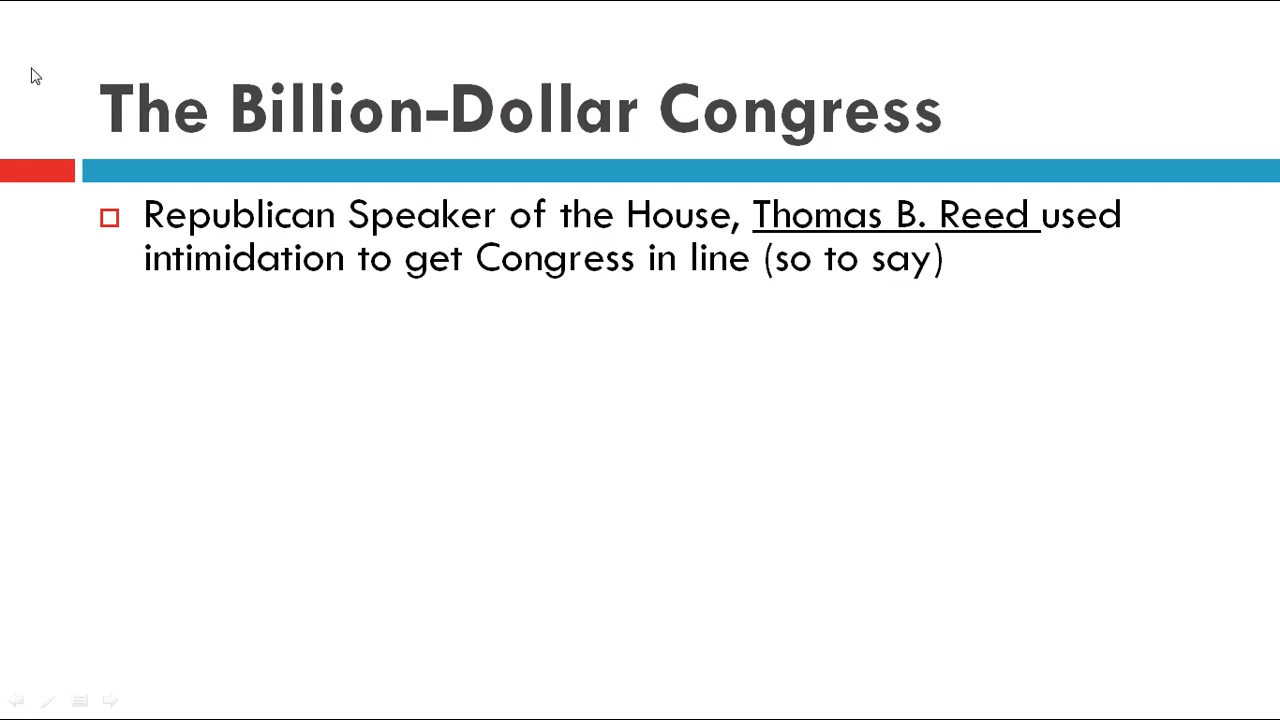 The Billion-Dollar Congress
Republican Speaker of the House, Thomas B. Reed used
intimidation to get Congress in line (so to say)